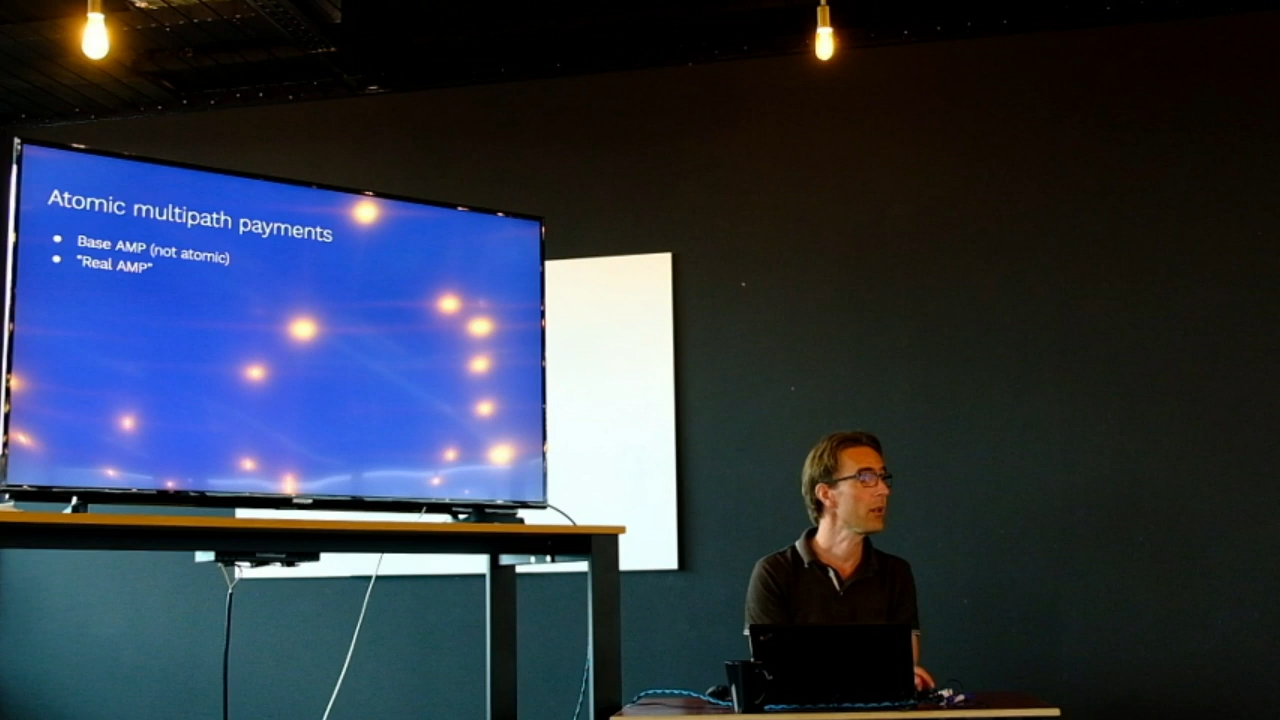 Atomic multipath payments
● Base AMP (not atomic)
● "Real AMP"